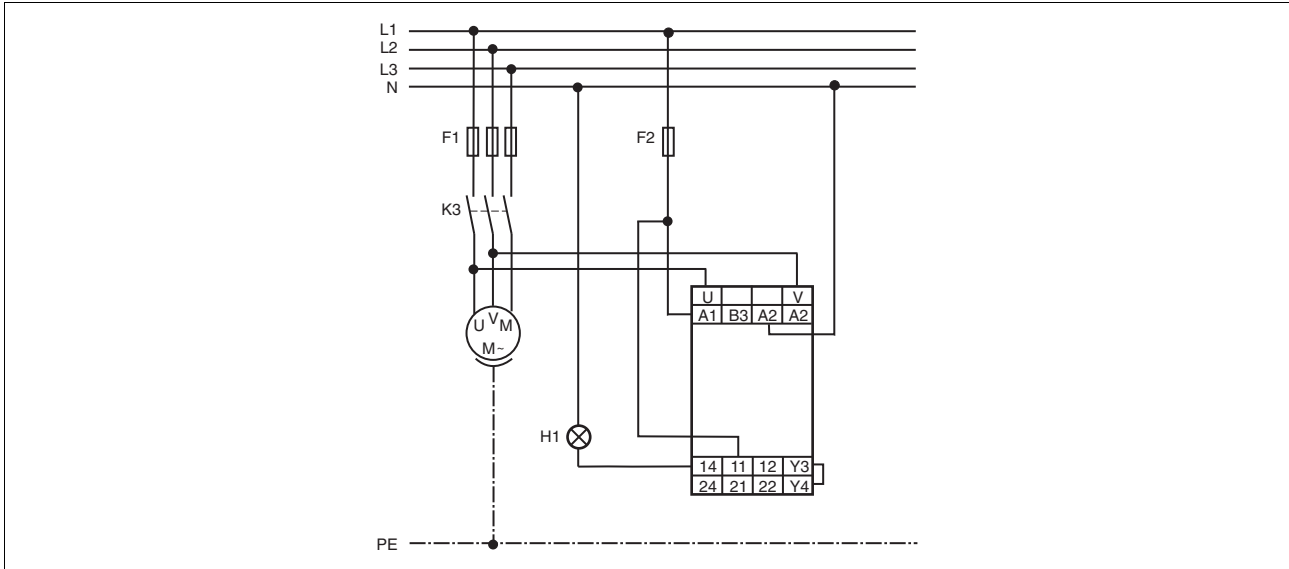 L1
L2
L3
N
F1
F2
K3
U V
A1 B3 A2 A2
U V M
M~
H1
14 11 12 Y3
24 21 22 Y4
PE